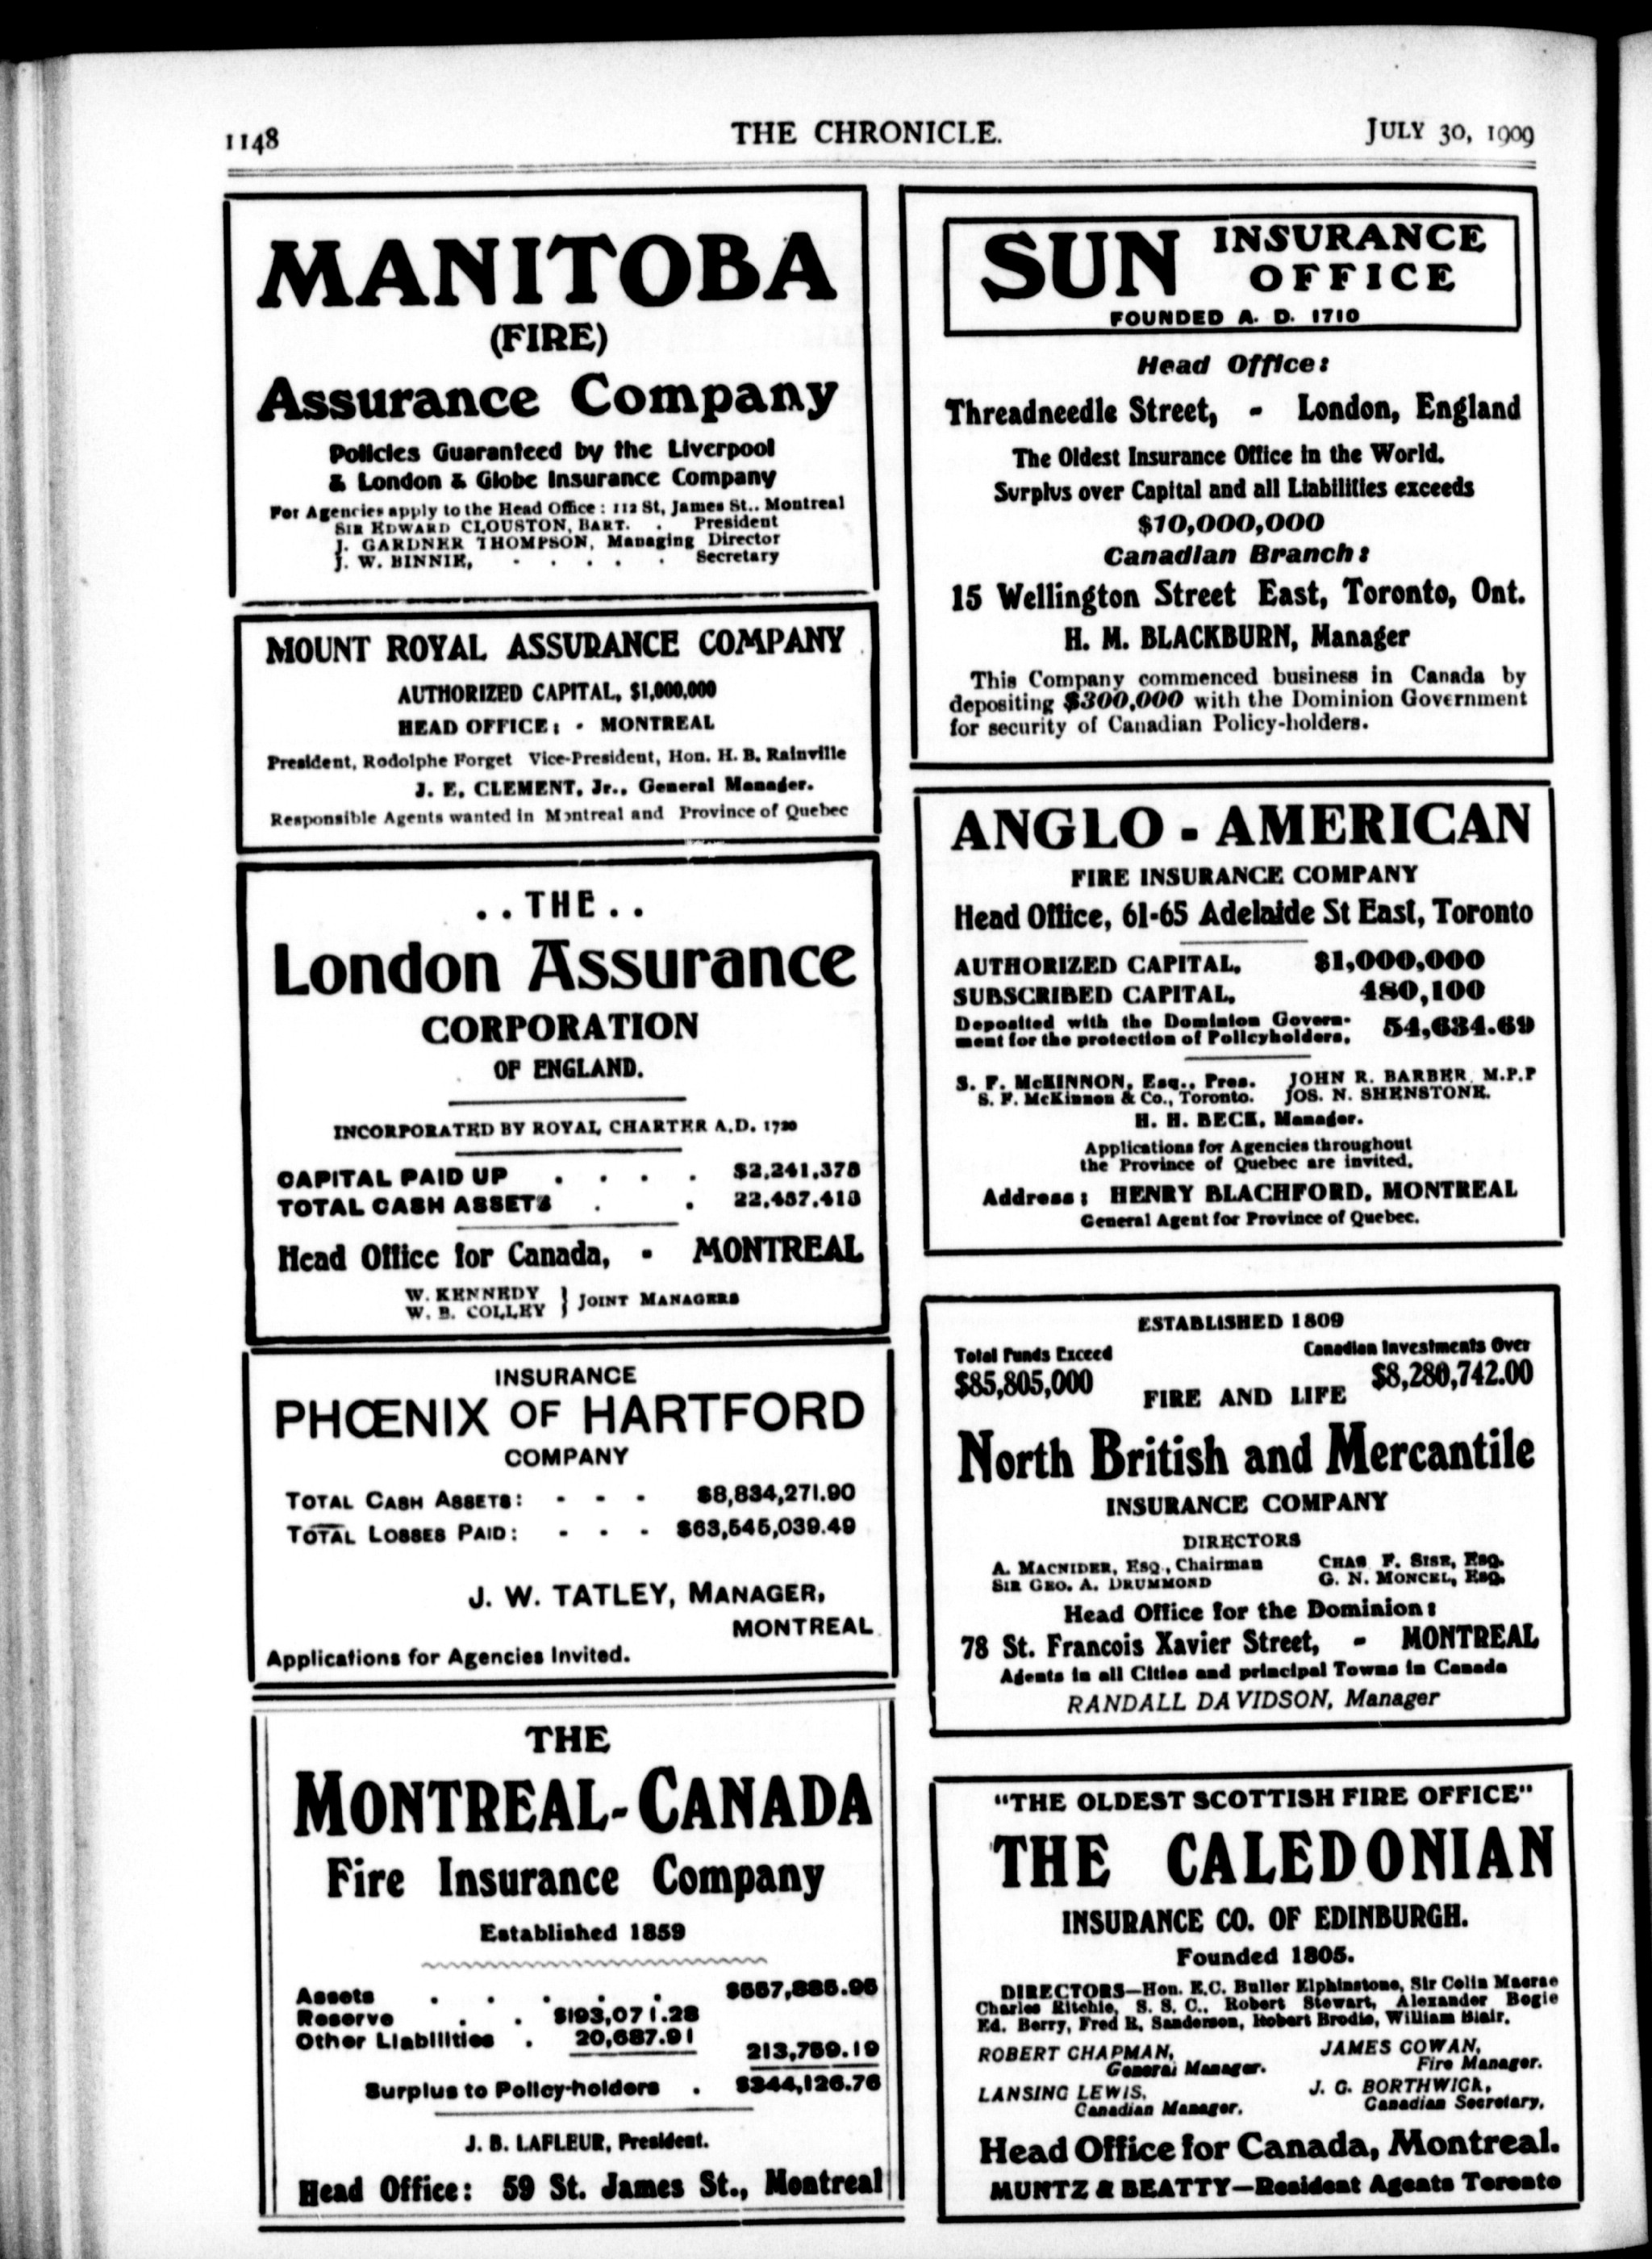 1148
THE CHRONICLE.
JULY 30, 1909
MANITOBA
(FIRE)
Assurance Company
Policies Guaranteed by the Liverpool
& London & Globe Insurance Company
For Agencies apply to the Head Office : 112 St, James St.. Montreal
SIR EDWARD CLOUSTON, BART. . President
J. GARDNER THOMPSON, Managing Director
J. W. BINNIE, . . . . . Secretary
MOUNT ROYAL ASSURANCE COMPANY
AUTHORIZED CAPITAL, $1,000,000
HEAD OFFICE; - MONTREAL
President, Rodolphe Forget Vice-President, Hon. H. B. Rainville
J. E. CLEMENT, Jr., General Manager.
Responsible Agents wanted in Montreal and Province of Quebec
..THE..
London Assurance
CORPORATION
OF ENGLAND.
INCORPORATED BY ROYAL CHARTER A.D. 1720
CAPITAL PAID UP . . . . $2,241,375
TOTAL CASH ASSETS . . 22,457,415
Head Office for Canada, - MONTREAL
W. KENNEDY
W. B. COLLEY } JOINT MANAGERS
INSURANCE
PHŒNIX OF HARTFORD
COMPANY
TOTAL CASH ASSETS: - - - $8,834,271.90
TOTAL LOSSES PAID: - - - $63,545,039.49
J. W. TATLEY, MANAGER,
MONTREAL
Applications for Agencies Invited.
THE
MONTREAL-CANADA
Fire Insurance Company
Established 1859
Assets . . . . . $557,885.95
Reserve . . $193,071.28
Other Liabilities . 20,687.91
213,759.19
Surplus to Policy-holders . $344,126.76
J. B. LAFLEUR, President.
Head Office: 59 St. James St., Montreal
SUN INSURANCE
OFFICE
FOUNDED A. D. 1710
Head Office:
Threadneedle Street, - London, England
The Oldest Insurance Office in the World.
Surplus over Capital and all Liabilities exceeds
$10,000,000
Canadian Branch:
15 Wellington Street East, Toronto, Ont.
H. M. BLACKBURN, Manager
This Company commenced business in Canada by
depositing $300,000 with the Dominion Government
for security of Canadian Policy-holders.
ANGLO - AMERICAN
FIRE INSURANCE COMPANY
Head Office, 61-65 Adelaide St East, Toronto
AUTHORIZED CAPITAL, $1,000,000
SUBSCRIBED CAPITAL, 480,100
Deposited with the Dominion Govern-
ment for the protection of Policyholders, 54,634.69
S. F. McKINNON, Esq., Pres. JOHN R. BARBER, M.P.P
S. F. McKinnon & Co., Toronto. JOS. N. SHENSTONE.
H. H. BECK, Manager.
Applications for Agencies throughout
the Province of Quebec are invited.
Address: HENRY BLACHFORD, MONTREAL
General Agent for Province of Quebec.
ESTABLISHED 1809
Total Funds Exceed Canadian Investments Over
$85,805,000 $8,280,742.00
FIRE AND LIFE
North British and Mercantile
INSURANCE COMPANY
DIRECTORS
A. MACNIDER, ESQ., Chairman CHAS F. SISE, ESQ.
SIR GEO. A. DRUMMOND G. N. MONCEL, ESQ.
Head Office for the Dominion:
78 St. Francois Xavier Street, - MONTREAL
Agents in all Cities and principal Towns in Canada
RANDALL DAVIDSON, Manager
"THE OLDEST SCOTTISH FIRE OFFICE"
THE CALEDONIAN
INSURANCE CO. OF EDINBURGH.
Founded 1805.
DIRECTORS—Hon. E.C. Buller Elphinstone, Sir Colin Macrae
Charles Ritchie, S. S. C., Robert Stewart, Alexander Bogie
Ed. Berry, Fred R. Sanderson, Robert Brodie, William Blair.
ROBERT CHAPMAN, JAMES COWAN,
General Manager. Fire Manager.
LANSING LEWIS, J. G. BORTHWICK,
Canadian Manager. Canadian Secretary,
Head Office for Canada, Montreal.
MUNTZ & BEATTY—Resident Agents Toronto